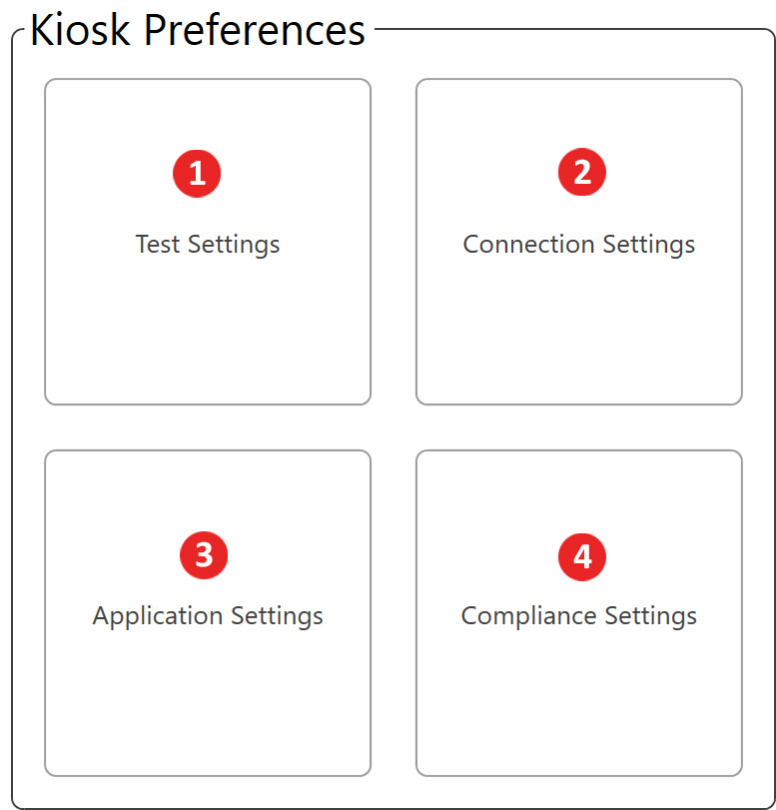 Kiosk Preferences
1
2
Test Settings
Connection Settings
3
4
Application Settings
Compliance Settings